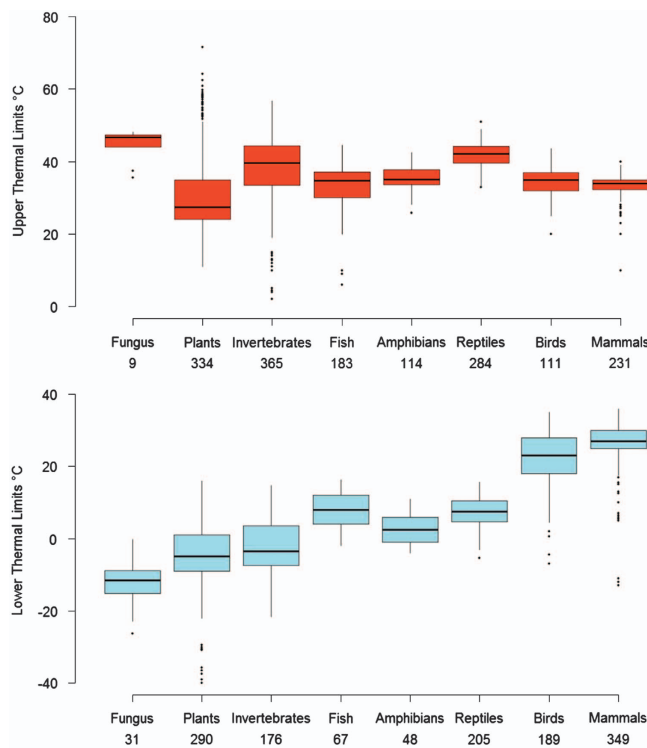 Upper Thermal Limits °C
80
60
40
20
0
Fungus Plants Invertebrates Fish Amphibians Reptiles Birds Mammals
9 334 365 183 114 284 111 231
Lower Thermal Limits °C
40
20
0
-20
-40
Fungus Plants Invertebrates Fish Amphibians Reptiles Birds Mammals
31 290 176 67 48 205 189 349